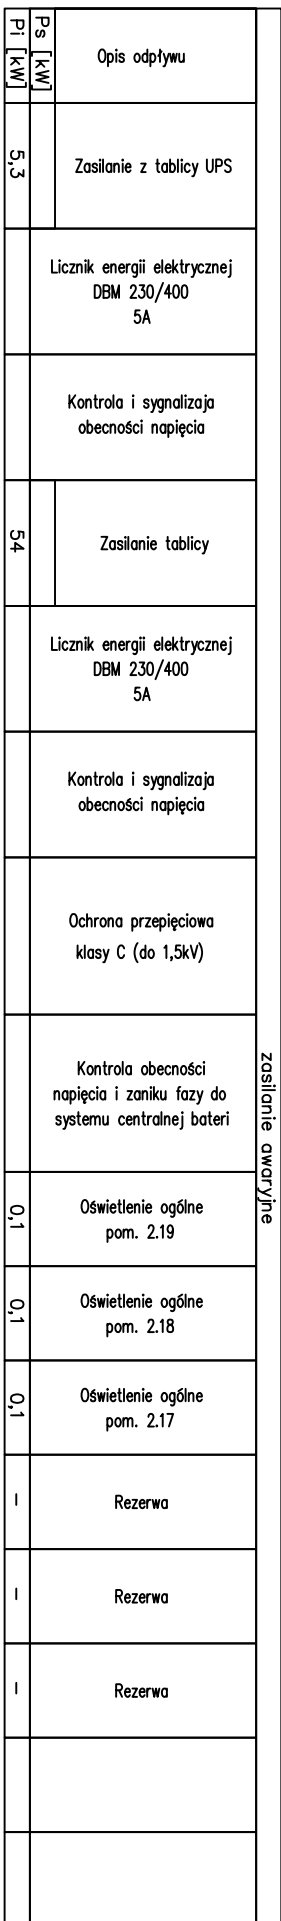 zasilanie awaryjne
Opis odpływu
Ps [kW]
Pi [kW]
Zasilanie z tablicy UPS
5,3
Licznik energii elektrycznej
DBM 230/400
5A
Kontrola i sygnalizaja
obecności napięcia
Zasilanie tablicy
54
Licznik energii elektrycznej
DBM 230/400
5A
Kontrola i sygnalizaja
obecności napięcia
Ochrona przepięciowa
klasy C (do 1,5kV)
Kontrola obecności
napięcia i zaniku fazy do
systemu centralnej bateri
Oświetlenie ogólne
pom. 2.19
0,1
Oświetlenie ogólne
pom. 2.18
0,1
Oświetlenie ogólne
pom. 2.17
0,1
Rezerwa
–
Rezerwa
–
Rezerwa
–